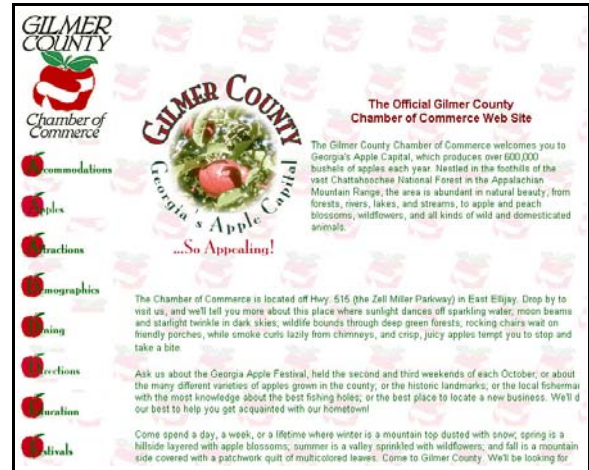 GILMER
COUNTY
Chamber of
Commerce
Accommodations
Apples
Attractions
Demographics
Dining
Directions
Education
Festivals
GILMER COUNTY
Georgia's Apple Capital
...So Appealing!
The Official Gilmer County
Chamber of Commerce Web Site
The Gilmer County Chamber of Commerce welcomes you to
Georgia's Apple Capital, which produces over 600,000
bushels of apples each year. Nestled in the foothills of the
vast Chattahoochee National Forest in the Appalachian
Mountain Range, the area is abundant in natural beauty, from
forests, rivers, lakes, and streams, to apple and peach
blossoms, wildflowers, and all kinds of wild and domesticated
animals.
The Chamber of Commerce is located off Hwy. 515 (the Zell Miller Parkway) in East Ellijay. Drop by to
visit us, and we'll tell you more about this place where sunlight dances off sparkling water, moon beams
and starlight twinkle in dark skies; wildlife bounds through deep green forests, rocking chairs wait on
friendly porches, while smoke curls lazily from chimneys, and crisp, juicy apples tempt you to stop and
take a bite.
Ask us about the Georgia Apple Festival, held the second and third weekends of each October; or about
the many different varieties of apples grown in the county; or the historic landmarks; or the local fisherma
with the most knowledge about the best fishing holes; or the best place to locate a new business. We'll d
our best to help you get acquainted with our hometown!
Come spend a day, a week, or a lifetime where winter is a mountain top dusted with snow; spring is a
hillside layered with apple blossoms; summer is a valley sprinkled with wildflowers; and fall is a mountain
side covered with a patchwork quilt of multicolored leaves. Come to Gilmer County. We'll be looking for